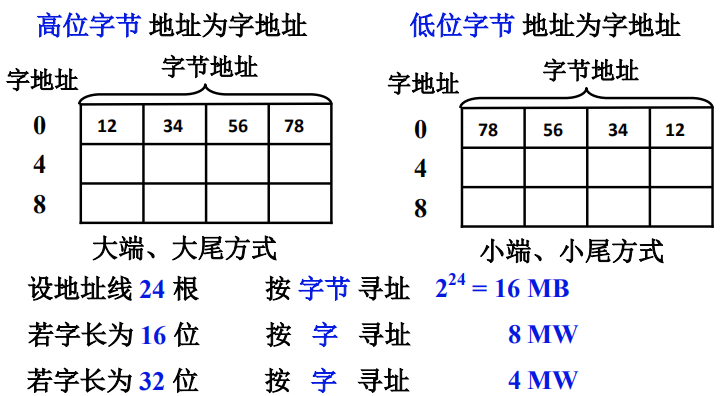 高位字节 地址为字地址
字节地址
字地址
0 12 34 56 78
4
8
大端、大尾方式
低位字节 地址为字地址
字节地址
字地址
0 78 56 34 12
4
8
小端、小尾方式
设地址线 24 根 按 字节 寻址 2^24 = 16 MB
若字长为 16 位 按 字 寻址 8 MW
若字长为 32 位 按 字 寻址 4 MW